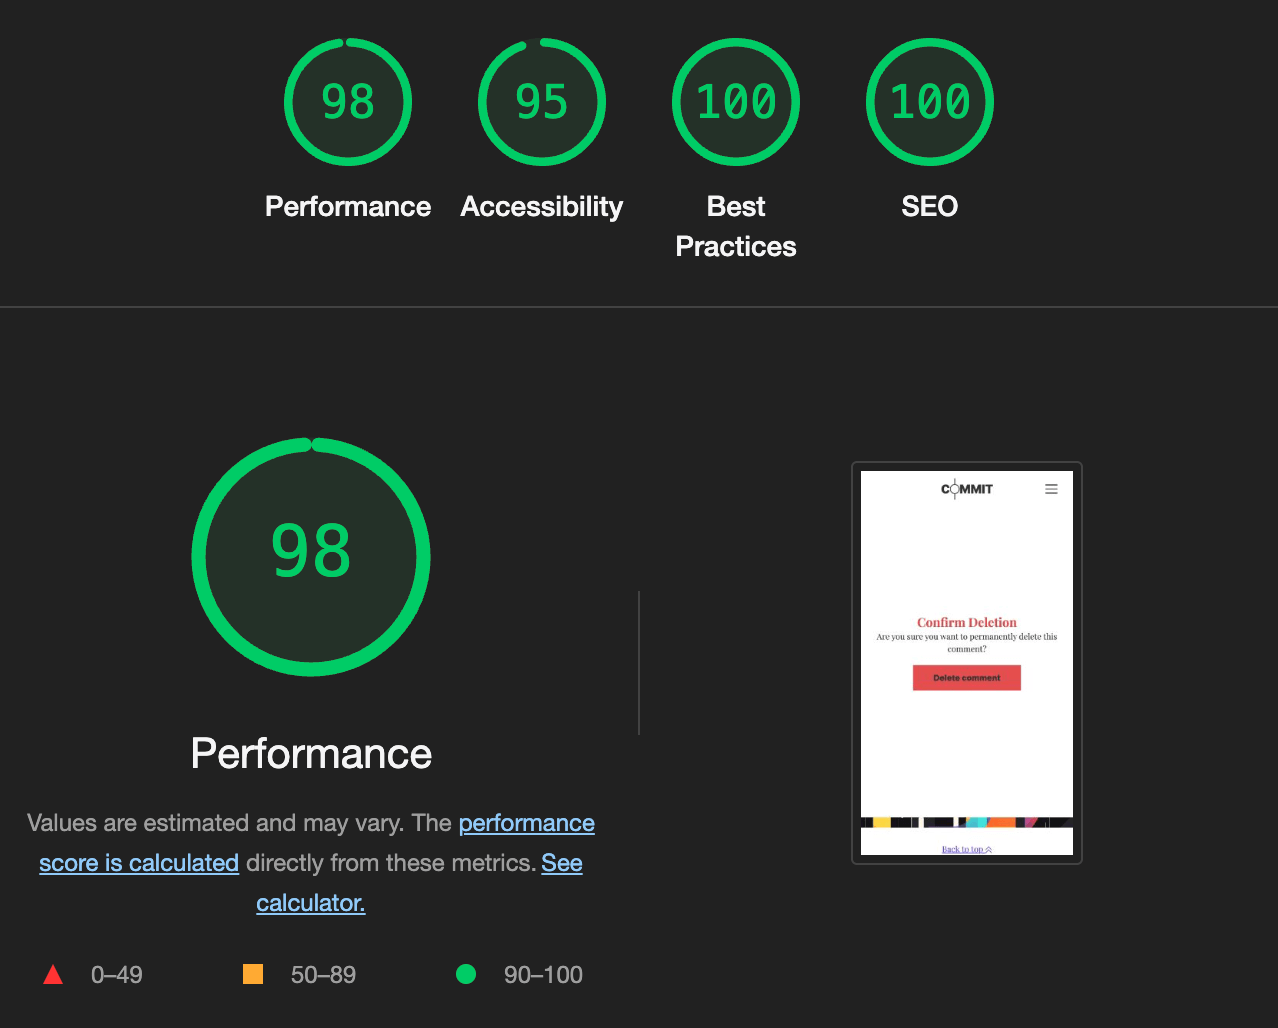 98
95
100
100
Performance
Accessibility
Best
Practices
SEO
98
Performance
Values are estimated and may vary. The performance
score is calculated directly from these metrics. See
calculator.
0–49
50–89
90–100
COMMIT
Confirm Deletion
Are you sure you want to permanently delete this
comment?
Delete comment
Back to top